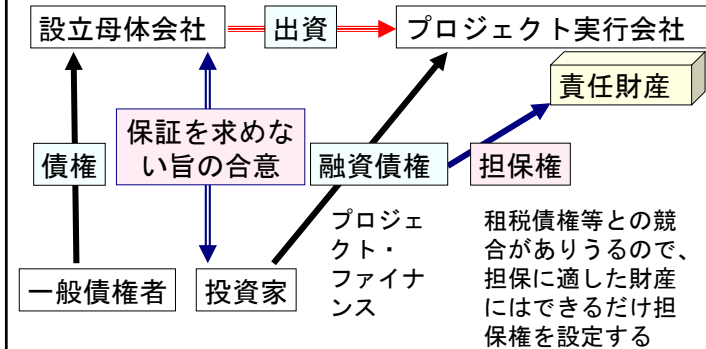 設立母体会社
出資
プロジェクト実行会社
責任財産
保証を求めな
い旨の合意
債権
融資債権
担保権
プロジェ
クト・
ファイナ
ンス
租税債権等との競
合がありうるので、
担保に適した財産
にはできるだけ担
保権を設定する
一般債権者
投資家